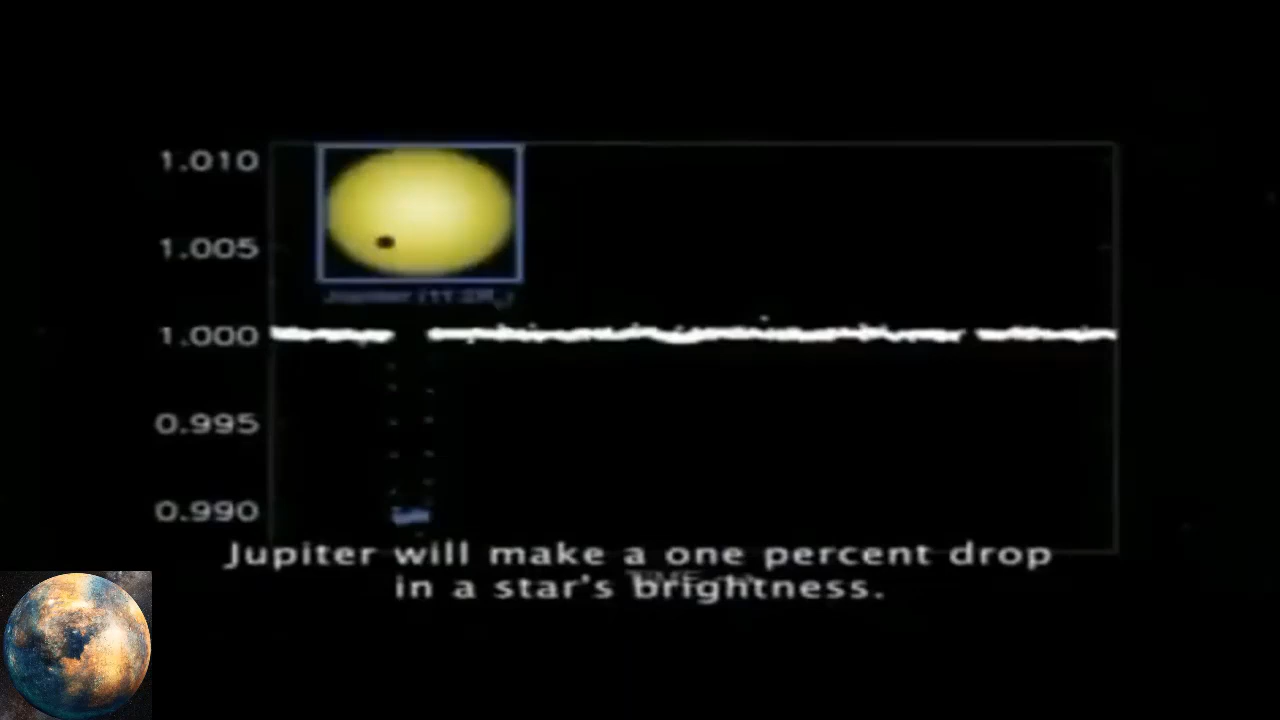 1.010
1.005
Jupiter
1.000
0.995
0.990
Jupiter will make a one percent drop
in a star's brightness.